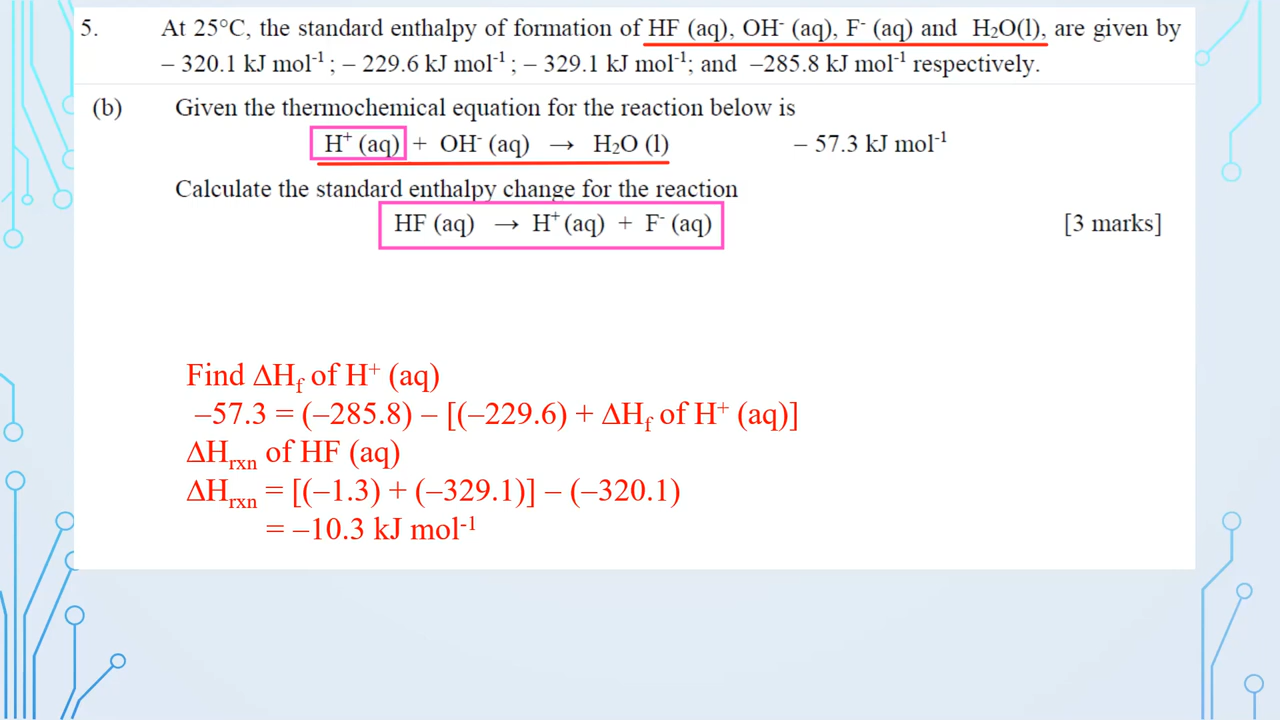 5. At 25°C, the standard enthalpy of formation of HF (aq), OH⁻ (aq), F⁻ (aq) and H₂O(l), are given by
– 320.1 kJ mol⁻¹ ; – 229.6 kJ mol⁻¹ ; – 329.1 kJ mol⁻¹; and –285.8 kJ mol⁻¹ respectively.
(b) Given the thermochemical equation for the reaction below is
H⁺ (aq) + OH⁻ (aq) → H₂O (l) – 57.3 kJ mol⁻¹
Calculate the standard enthalpy change for the reaction
HF (aq) → H⁺ (aq) + F⁻ (aq) [3 marks]
Find ΔH_f of H⁺ (aq)
–57.3 = (–285.8) – [(–229.6) + ΔH_f of H⁺ (aq)]
ΔH_rxn of HF (aq)
ΔH_rxn = [(–1.3) + (–329.1)] – (–320.1)
= –10.3 kJ mol⁻¹